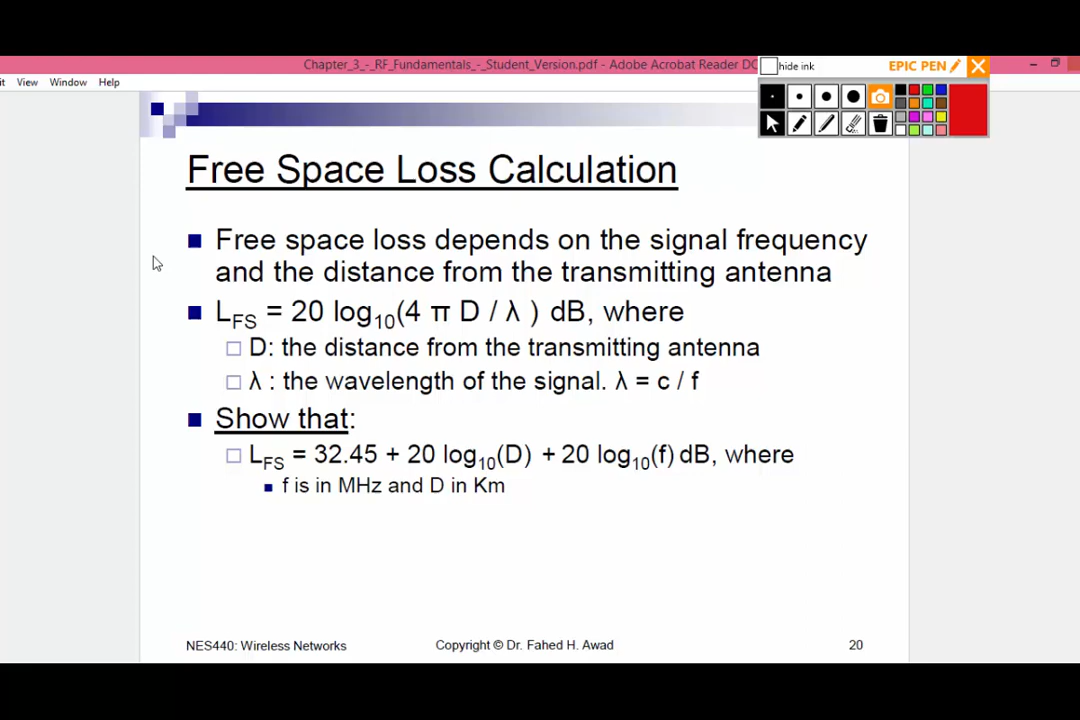 Chapter_3_-_RF_Fundamentals_-_Student_Version.pdf - Adobe Acrobat Reader DC
hide ink
EPIC PEN
View Window Help
Free Space Loss Calculation
Free space loss depends on the signal frequency
and the distance from the transmitting antenna
LFS = 20 log10(4 π D / λ ) dB, where
D: the distance from the transmitting antenna
λ : the wavelength of the signal. λ = c / f
Show that:
LFS = 32.45 + 20 log10(D) + 20 log10(f) dB, where
f is in MHz and D in Km
NES440: Wireless Networks
Copyright © Dr. Fahed H. Awad
20